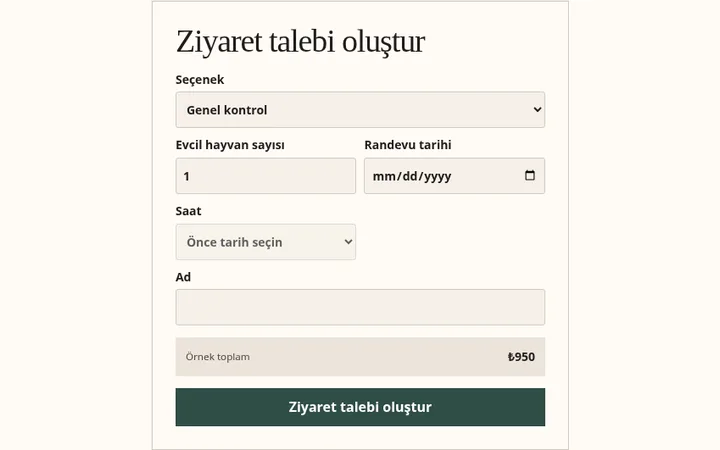 Ziyaret talebi oluştur
Seçenek
Genel kontrol
Evcil hayvan sayısı
Randevu tarihi
1
mm/dd/yyyy
Saat
Önce tarih seçin
Ad
Örnek toplam
₺950
Ziyaret talebi oluştur